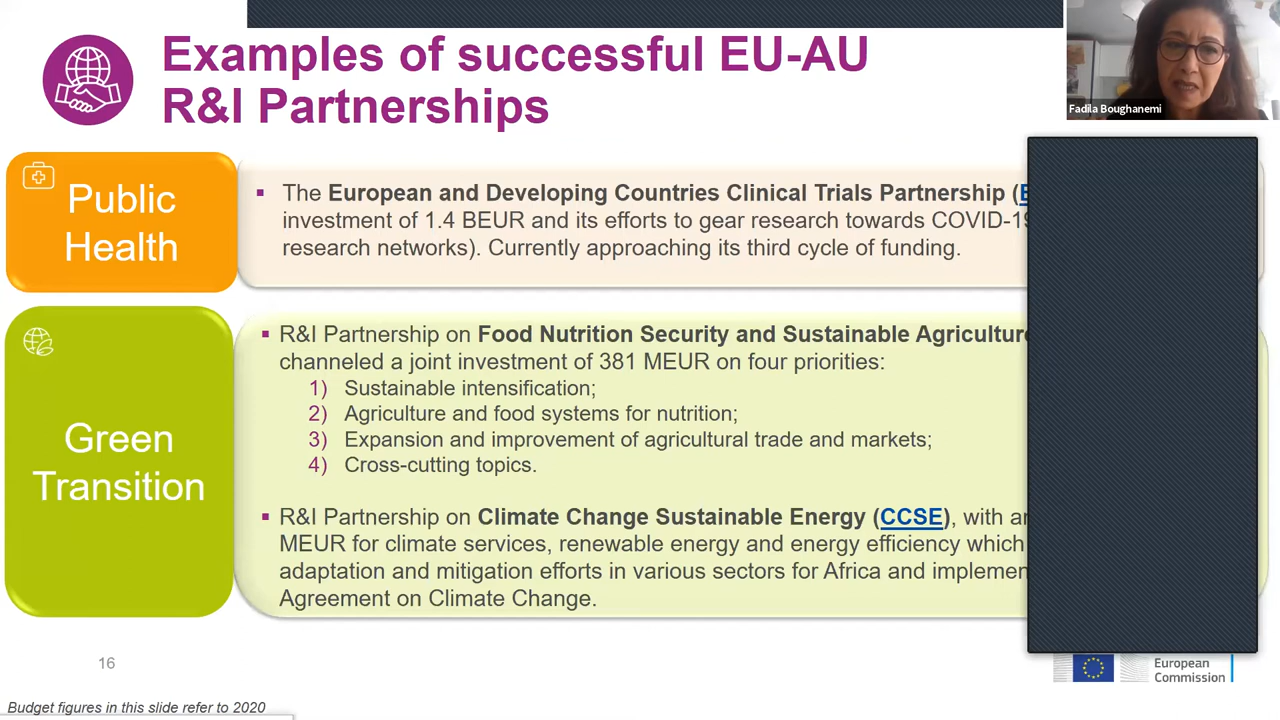 Examples of successful EU-AU
R&I Partnerships
Fadila Boughanemi
Public
Health
▪ The European and Developing Countries Clinical Trials Partnership (
investment of 1.4 BEUR and its efforts to gear research towards COVID-19
research networks). Currently approaching its third cycle of funding.
Green
Transition
▪ R&I Partnership on Food Nutrition Security and Sustainable Agriculture
channeled a joint investment of 381 MEUR on four priorities:
1) Sustainable intensification;
2) Agriculture and food systems for nutrition;
3) Expansion and improvement of agricultural trade and markets;
4) Cross-cutting topics.
▪ R&I Partnership on Climate Change Sustainable Energy (CCSE), with
MEUR for climate services, renewable energy and energy efficiency which
adaptation and mitigation efforts in various sectors for Africa and
Agreement on Climate Change.
16
European
Commission
Budget figures in this slide refer to 2020